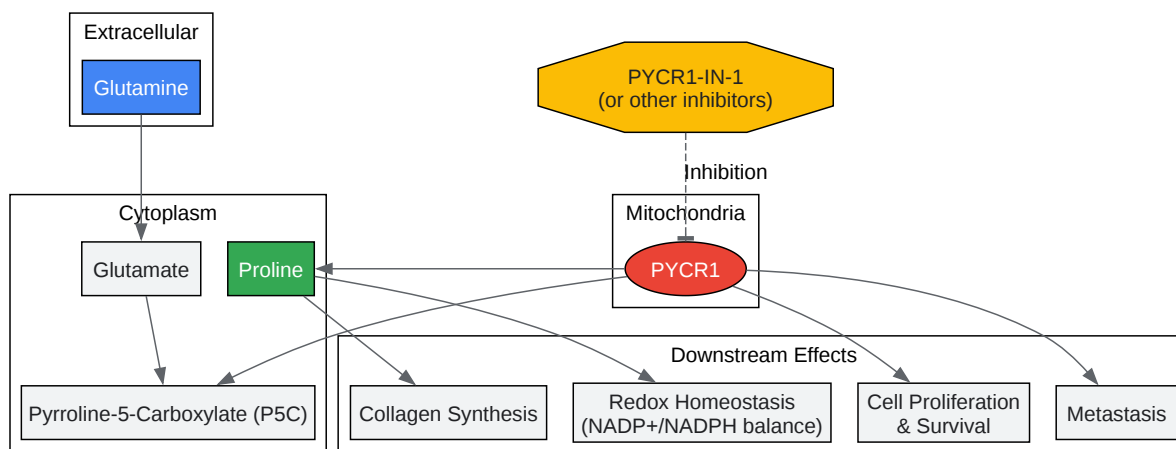 Extracellular
Glutamine
PYCR1-IN-1
(or other inhibitors)
Inhibition
Cytoplasm
Mitochondria
Glutamate
Proline
PYCR1
Downstream Effects
Pyrroline-5-Carboxylate (P5C)
Collagen Synthesis
Redox Homeostasis
(NADP+/NADPH balance)
Cell Proliferation
& Survival
Metastasis